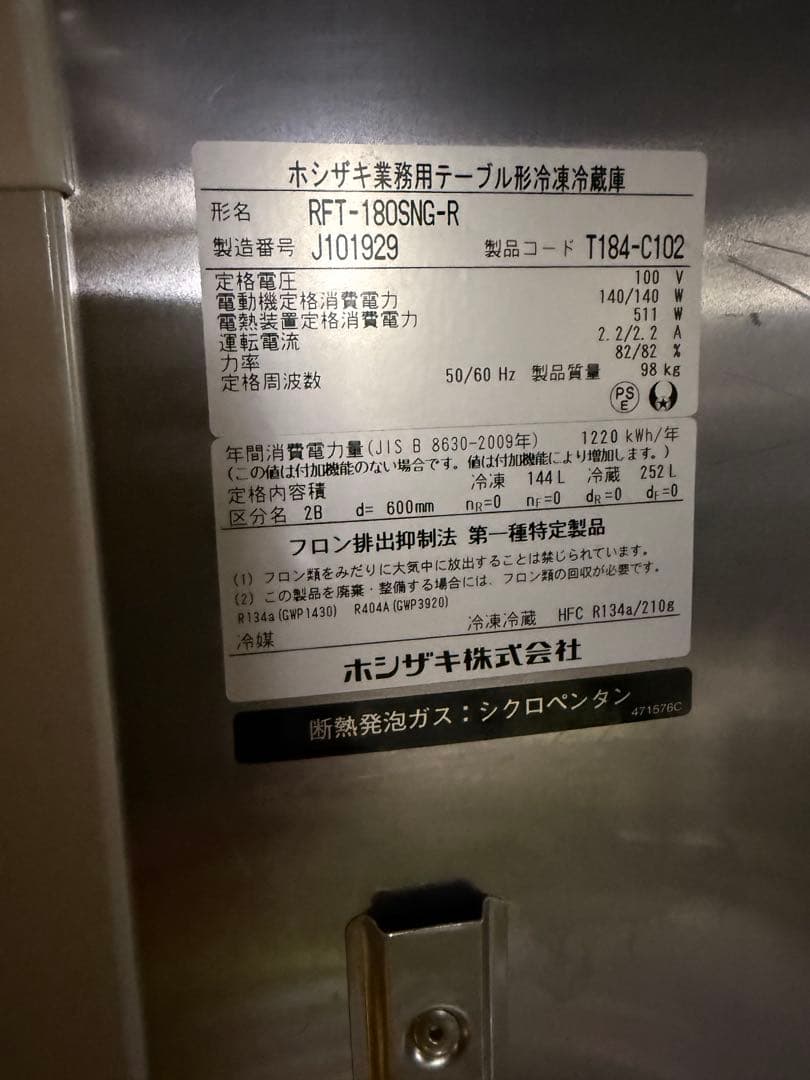 ホシザキ業務用テーブル形冷凍冷蔵庫
形名 RFT-180SNG-R
製造番号 J101929 製品コード T184-C102
定格電圧 100 V
電動機定格消費電力 140/140 W
電熱装置定格消費電力 511 W
運転電流 2.2/2.2 A
力率 82/82 %
定格周波数 50/60 Hz 製品質量 98 kg
PS
E
年間消費電力量(JIS B 8630-2009年) 1220 kWh/年
(この値は付加機能のない場合です。値は付加機能により増加します。)
定格内容積 冷凍 144L 冷蔵 252L
区分名 2B d= 600mm nR=0 nF=0 dR=0 dF=0
フロン排出抑制法 第一種特定製品
(1) フロン類をみだりに大気中に放出することは禁じられています。
(2) この製品を廃棄・整備する場合には、フロン類の回収が必要です。
R134a(GWP1430) R404A(GWP3920)
冷媒 冷凍冷蔵 HFC R134a/210g
ホシザキ株式会社
断熱発泡ガス:シクロペンタン
471576C